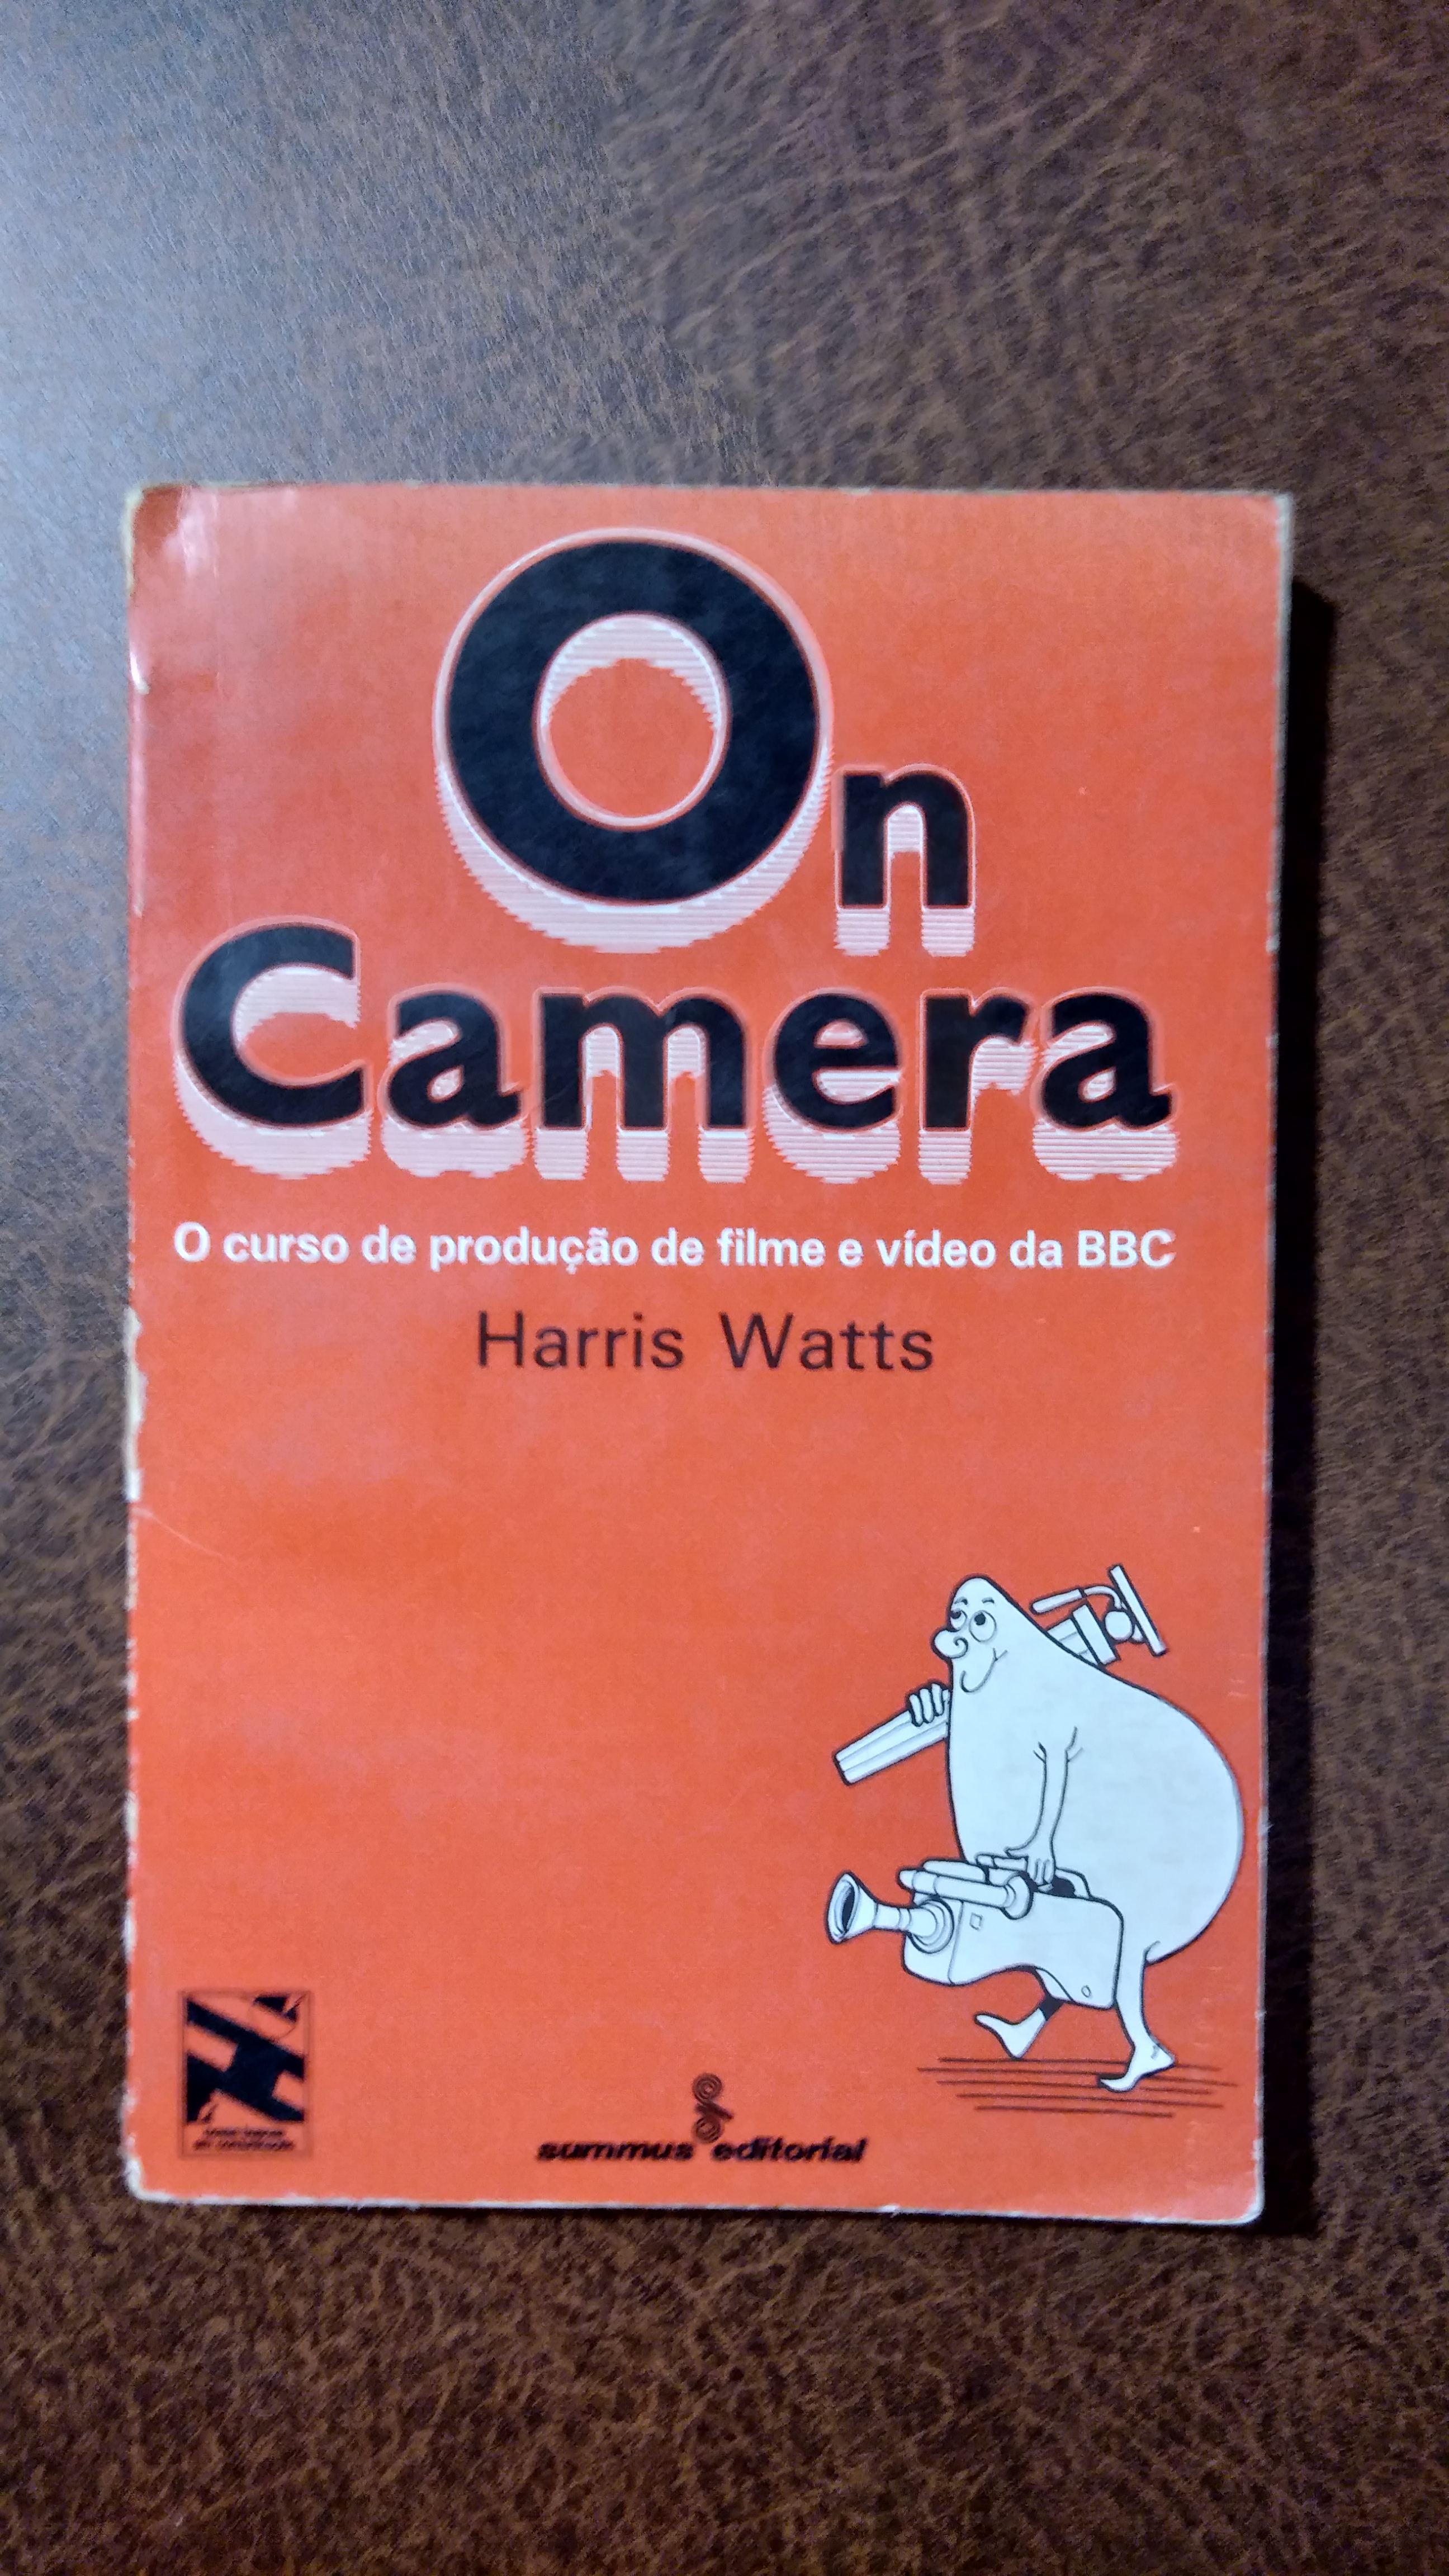 On
Camera
O curso de produção de filme e vídeo da BBC
Harris Watts
summus editorial